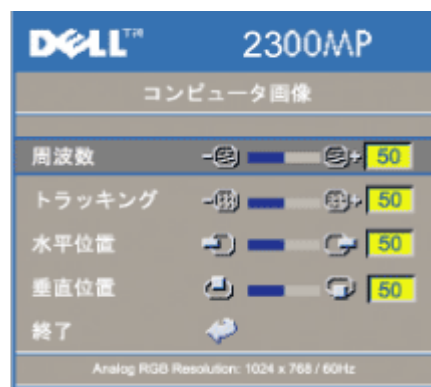 DELL™ 2300MP
コンピュータ画像
周波数 - + 50
トラッキング - + 50
水平位置 50
垂直位置 50
終了
Analog RGB Resolution: 1024 x 768 / 60Hz